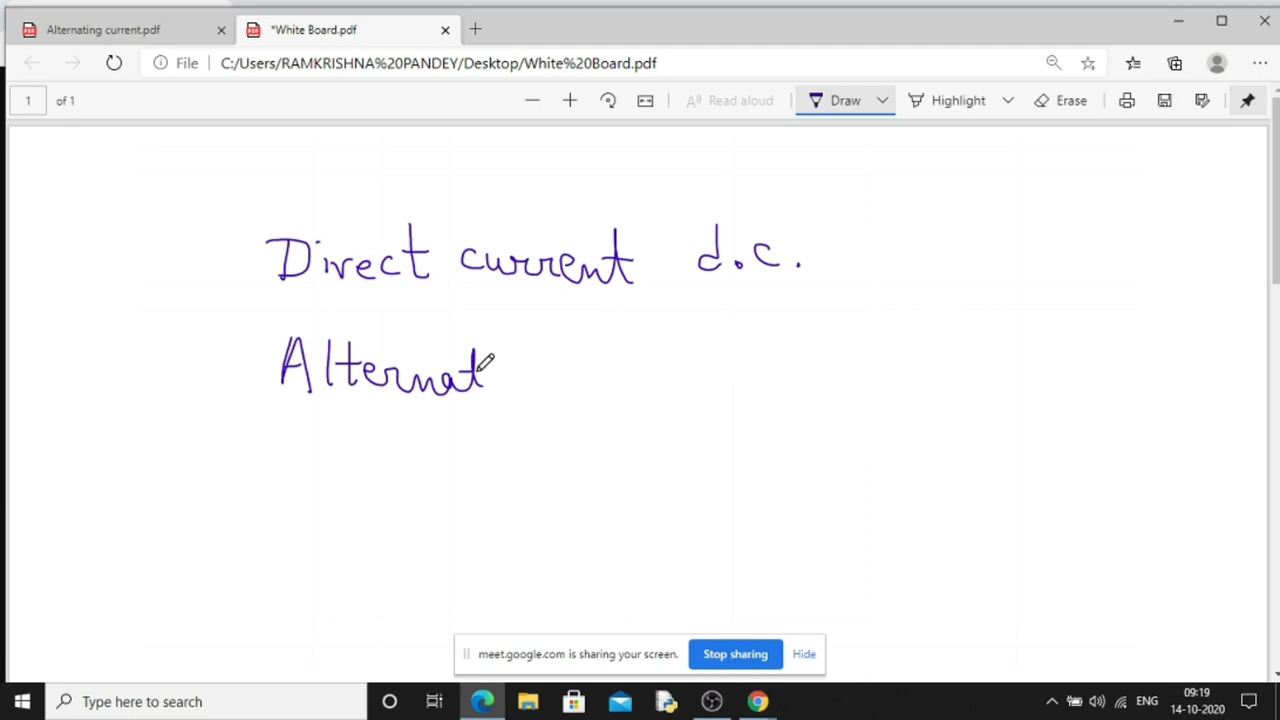 Alternating current.pdf
*White Board.pdf
File
C:/Users/RAMKRISHNA%20PANDEY/Desktop/White%20Board.pdf
1 of 1
Read aloud
Draw
Highlight
Erase
Direct current d.c.
Alternat
meet.google.com is sharing your screen. Stop sharing Hide
Type here to search
ENG
09:19
14-10-2020